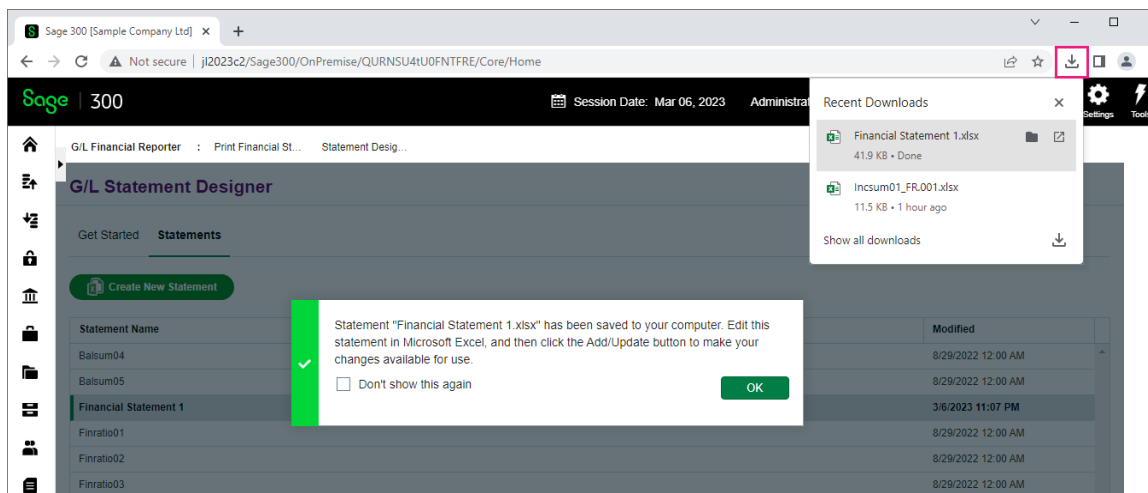 Sage 300 [Sample Company Ltd]
Not secure jl2023c2/Sage300/OnPremise/QURNSU4tU0FNTFRE/Core/Home
Sage 300
Session Date: Mar 06, 2023 Administrat
Settings Tools
Recent Downloads
Financial Statement 1.xlsx
41.9 KB • Done
Incsum01_FR.001.xlsx
11.5 KB • 1 hour ago
Show all downloads
G/L Financial Reporter : Print Financial St... Statement Desig...
G/L Statement Designer
Get Started Statements
Create New Statement
Statement Name Modified
Balsum04 8/29/2022 12:00 AM
Balsum05 8/29/2022 12:00 AM
Financial Statement 1 3/6/2023 11:07 PM
Finratio01 8/29/2022 12:00 AM
Finratio02 8/29/2022 12:00 AM
Finratio03 8/29/2022 12:00 AM
Statement "Financial Statement 1.xlsx" has been saved to your computer. Edit this
statement in Microsoft Excel, and then click the Add/Update button to make your
changes available for use.
Don't show this again
OK